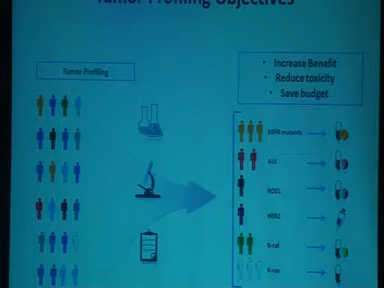 Tumor Profiling Objectives
Tumor Profiling
• Increase Benefit
• Reduce toxicity
• Save budget
EGFR mutants
ALK
ROS1
HER2
B-raf
K-ras